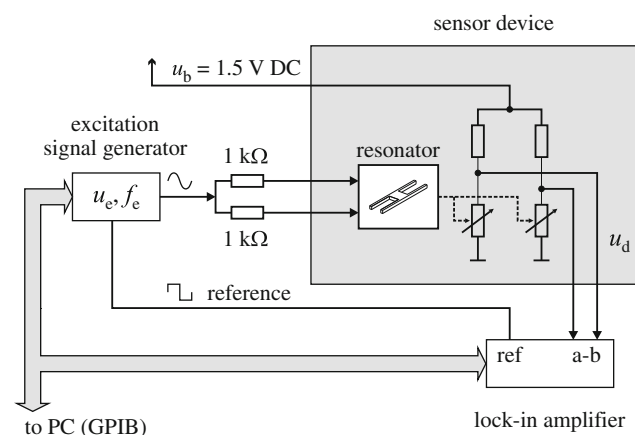 sensor device
u_b = 1.5 V DC
excitation
signal generator
1 kΩ
resonator
u_e, f_e
1 kΩ
u_d
reference
ref
a-b
to PC (GPIB)
lock-in amplifier